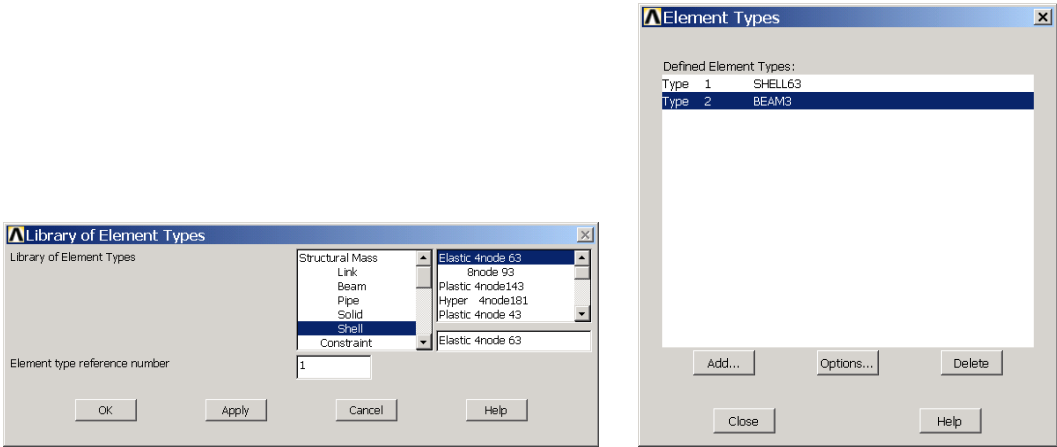 Library of Element Types
Library of Element Types
Structural Mass
Link
Beam
Pipe
Solid
Shell
Constraint
Elastic 4node 63
8node 93
Plastic 4node143
Hyper 4node181
Plastic 4node 43
Elastic 4node 63
Element type reference number
1
OK
Apply
Cancel
Help
Element Types
Defined Element Types:
Type 1 SHELL63
Type 2 BEAM3
Add...
Options...
Delete
Close
Help